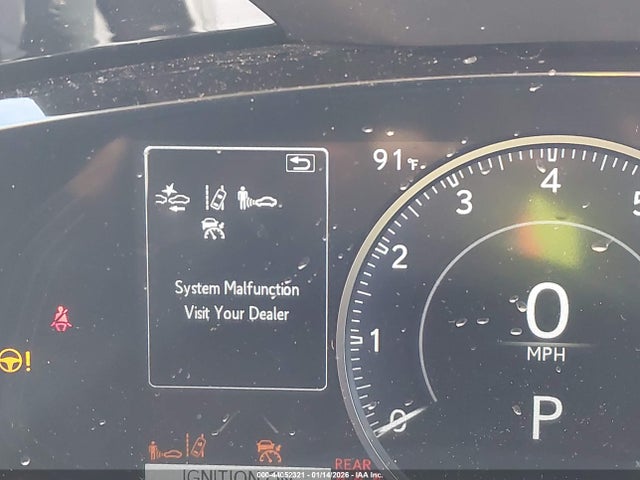 91°F
4
3
5
2
System Malfunction
Visit Your Dealer
0
MPH
1
0
P
REAR
IGNITION
000-44052321 - 01/14/2026 - IAA Inc.